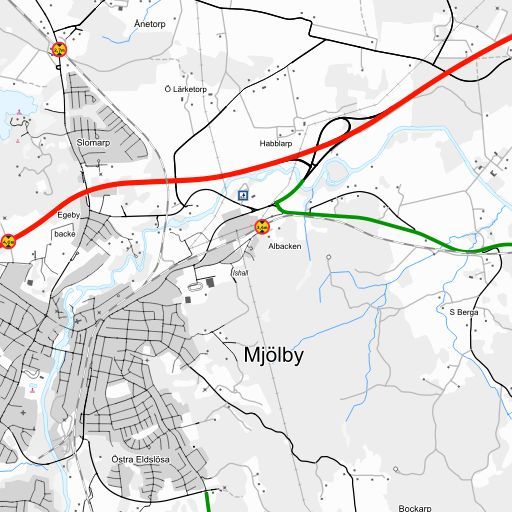 Ånetorp
Ö Lärketorp
Slomarp
Habblarp
Egeby
backe
Albacken
Ishall
S Berga
Mjölby
Östra Eldslösa
Bockarp